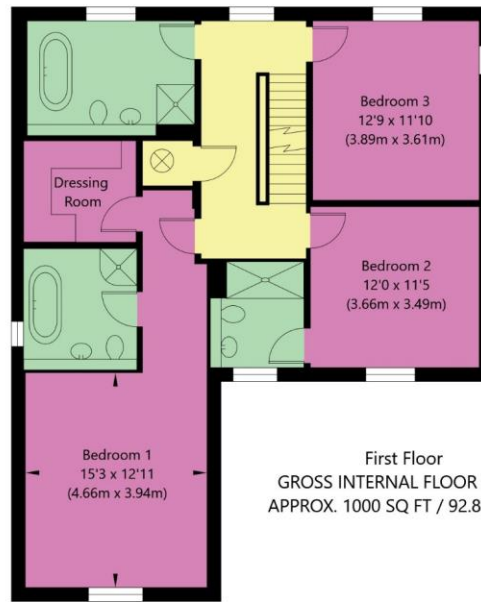 Bedroom 3
12'9 x 11'10
(3.89m x 3.61m)
Dressing
Room
Bedroom 2
12'0 x 11'5
(3.66m x 3.49m)
Bedroom 1
15'3 x 12'11
(4.66m x 3.94m)
First Floor
GROSS INTERNAL FLOOR
APPROX. 1000 SQ FT / 92.8